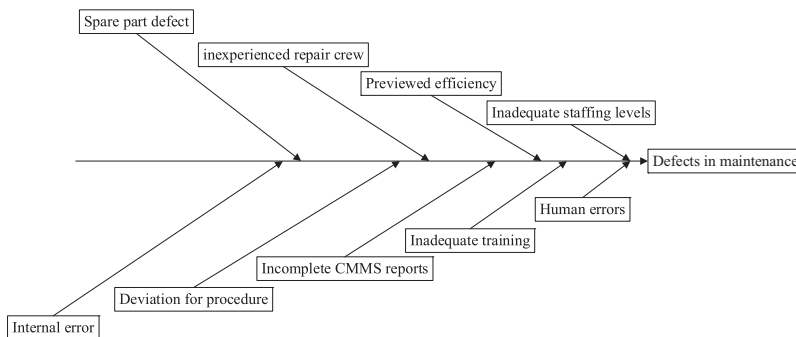 Spare part defect
inexperienced repair crew
Previewed efficiency
Inadequate staffing levels
Defects in maintenance
Human errors
Inadequate training
Incomplete CMMS reports
Deviation for procedure
Internal error